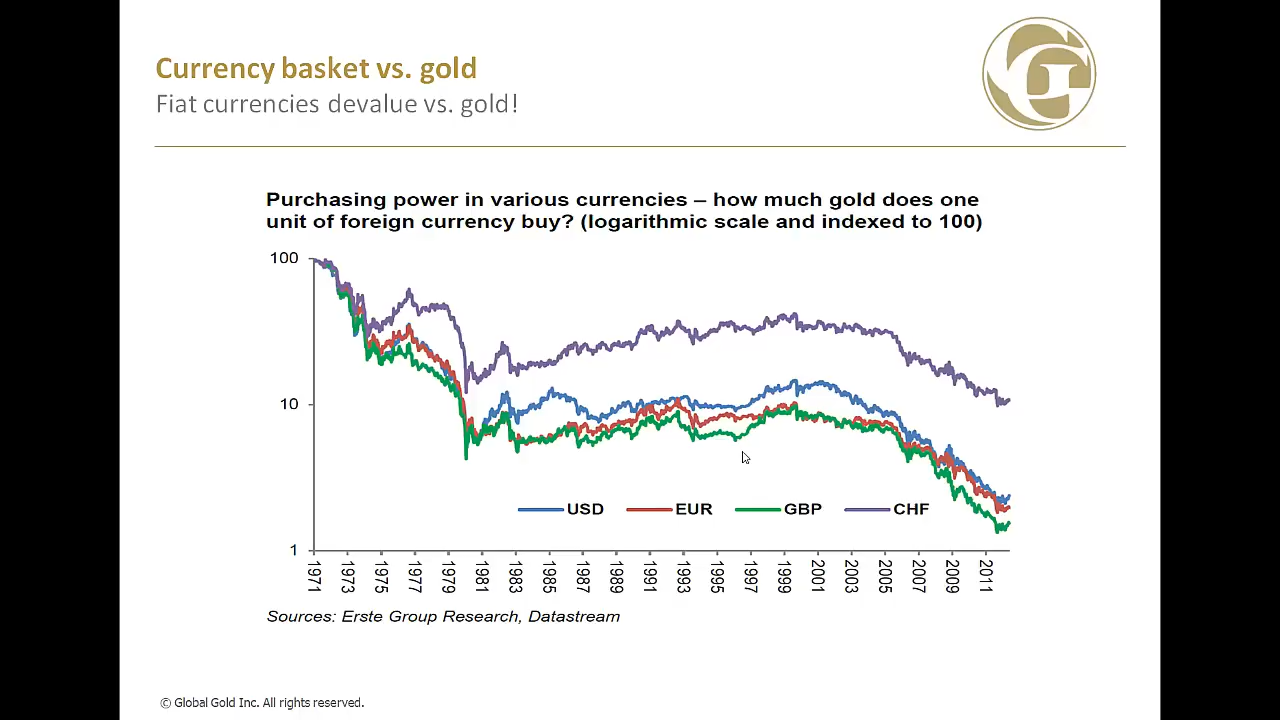 Currency basket vs. gold
Fiat currencies devalue vs. gold!
Purchasing power in various currencies – how much gold does one
unit of foreign currency buy? (logarithmic scale and indexed to 100)
100
10
1
USD EUR GBP CHF
1971 1973 1975 1977 1979 1981 1983 1985 1987 1989 1991 1993 1995 1997 1999 2001 2003 2005 2007 2009 2011
Sources: Erste Group Research, Datastream
© Global Gold Inc. All rights reserved.